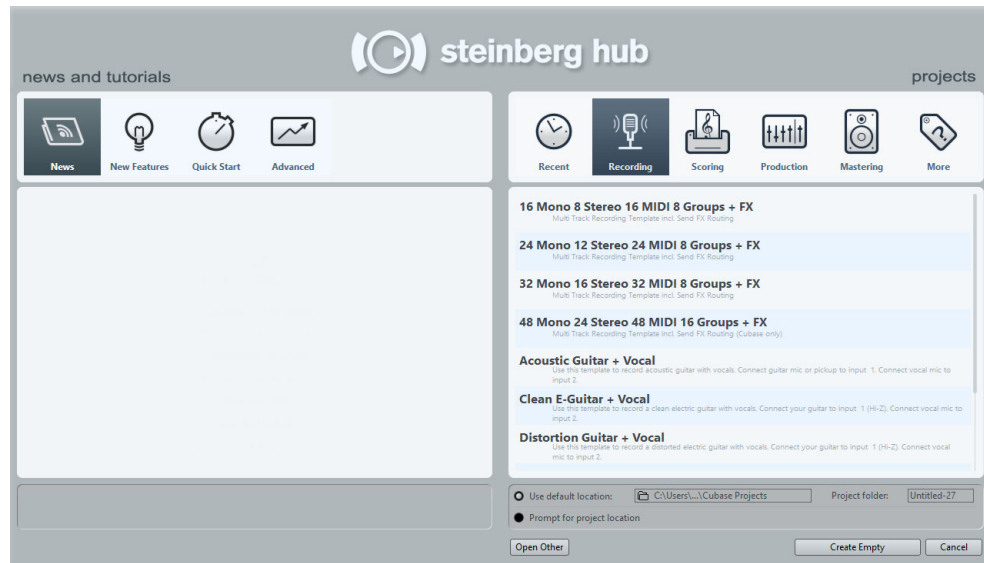 steinberg hub
news and tutorials
projects
News
New Features
Quick Start
Advanced
Recent
Recording
Scoring
Production
Mastering
More
16 Mono 8 Stereo 16 MIDI 8 Groups + FX
Multi Track Recording Template incl. Send FX Routing
24 Mono 12 Stereo 24 MIDI 8 Groups + FX
Multi Track Recording Template incl. Send FX Routing
32 Mono 16 Stereo 32 MIDI 8 Groups + FX
Multi Track Recording Template incl. Send FX Routing
48 Mono 24 Stereo 48 MIDI 16 Groups + FX
Multi Track Recording Template incl. Send FX Routing (Cubase only)
Acoustic Guitar + Vocal
Use this template to record acoustic guitar with vocals. Connect guitar mic or pickup to input 1. Connect vocal mic to
input 2.
Clean E-Guitar + Vocal
Use this template to record a clean electric guitar with vocals. Connect your guitar to input 1 (Hi-Z). Connect vocal mic to
input 2.
Distortion Guitar + Vocal
Use this template to record a distorted electric guitar with vocals. Connect your guitar to input 1 (Hi-Z). Connect vocal
mic to input 2.
Use default location:
C:\Users\...\Cubase Projects
Project folder:
Untitled-27
Prompt for project location
Open Other
Create Empty
Cancel